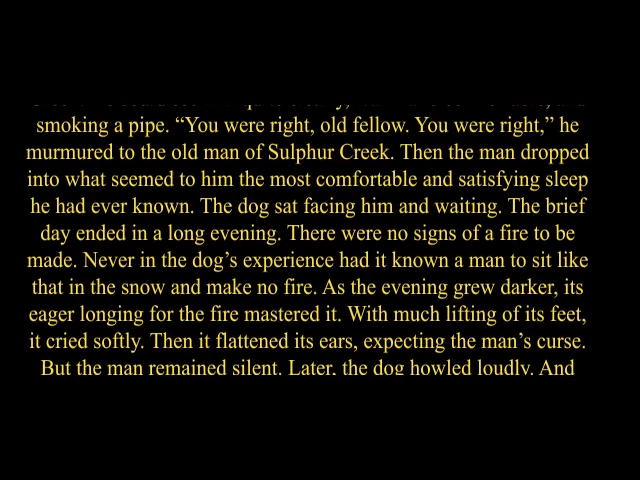 smoking a pipe. “You were right, old fellow. You were right,” he
murmured to the old man of Sulphur Creek. Then the man dropped
into what seemed to him the most comfortable and satisfying sleep
he had ever known. The dog sat facing him and waiting. The brief
day ended in a long evening. There were no signs of a fire to be
made. Never in the dog’s experience had it known a man to sit like
that in the snow and make no fire. As the evening grew darker, its
eager longing for the fire mastered it. With much lifting of its feet,
it cried softly. Then it flattened its ears, expecting the man’s curse.
But the man remained silent. Later, the dog howled loudly. And